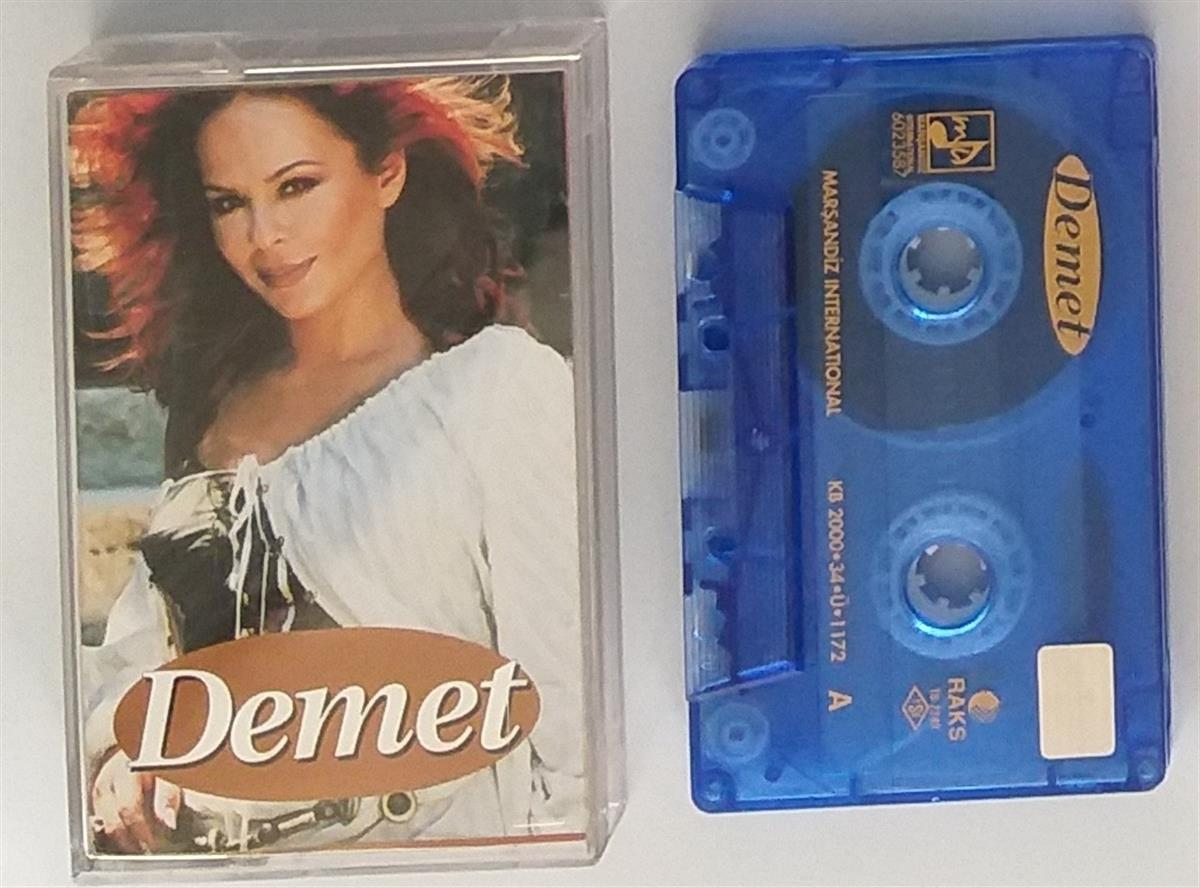 Demet
Demet
602358?
MARŞANDİZ INTERNATIONAL
KB 2000•34•Ü•1172
A
RAKS